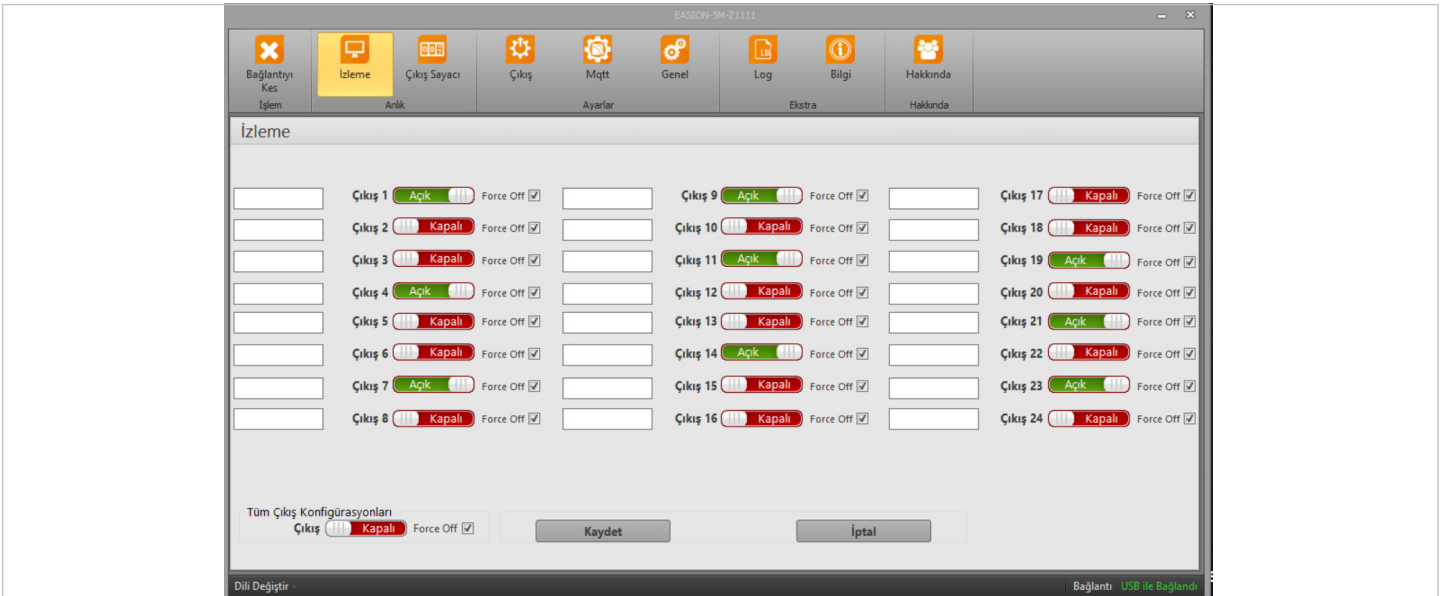 EASION-5M-Z1111
Bağlantıyı Kes
İzleme
Çıkış Sayacı
Çıkış
Mqtt
Genel
Log
Bilgi
Hakkında
İşlem
Anlık
Ayarlar
Ekstra
Hakkında
İzleme
Çıkış 1 Açık Force Off Çıkış 9 Açık Force Off Çıkış 17 Kapalı Force Off
Çıkış 2 Kapalı Force Off Çıkış 10 Kapalı Force Off Çıkış 18 Kapalı Force Off
Çıkış 3 Kapalı Force Off Çıkış 11 Açık Force Off Çıkış 19 Açık Force Off
Çıkış 4 Açık Force Off Çıkış 12 Kapalı Force Off Çıkış 20 Kapalı Force Off
Çıkış 5 Kapalı Force Off Çıkış 13 Kapalı Force Off Çıkış 21 Açık Force Off
Çıkış 6 Kapalı Force Off Çıkış 14 Açık Force Off Çıkış 22 Kapalı Force Off
Çıkış 7 Açık Force Off Çıkış 15 Kapalı Force Off Çıkış 23 Açık Force Off
Çıkış 8 Kapalı Force Off Çıkış 16 Kapalı Force Off Çıkış 24 Kapalı Force Off
Tüm Çıkış Konfigürasyonları
Çıkış Kapalı Force Off Kaydet İptal
Dili Değiştir Bağlantı USB ile Bağlandı